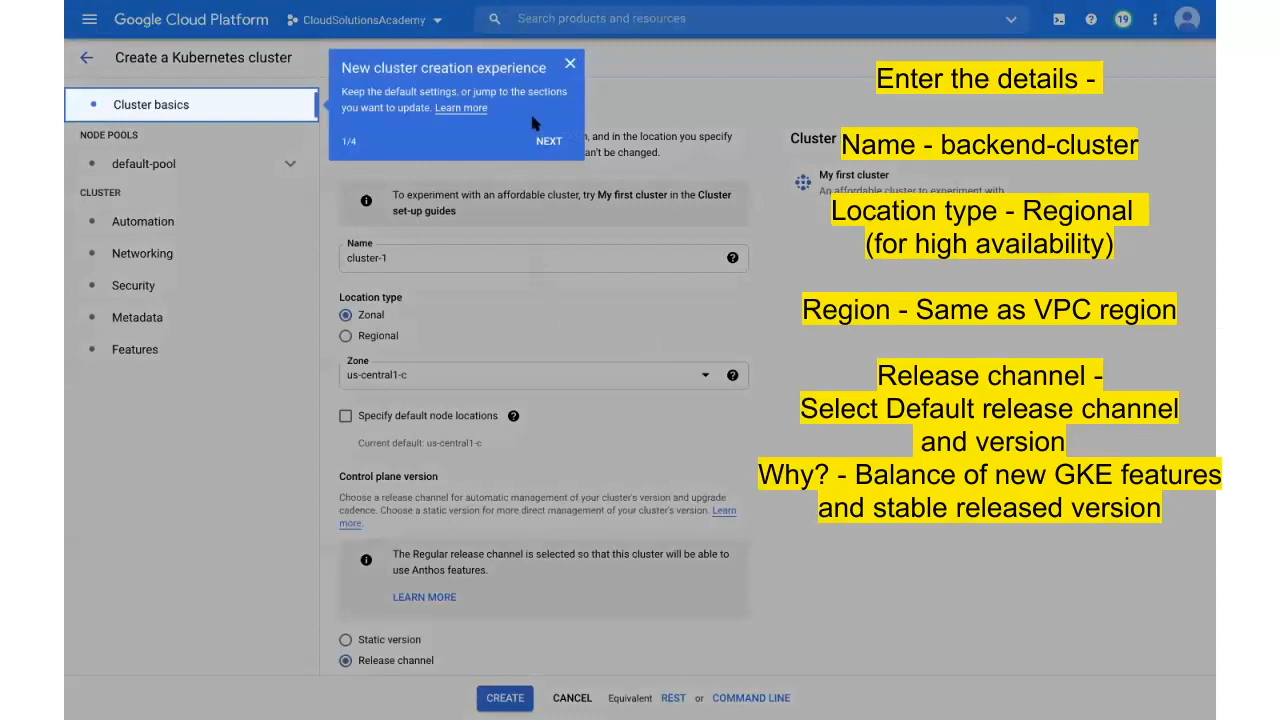 Google Cloud Platform
CloudSolutionsAcademy
Search products and resources
19
Create a Kubernetes cluster
Cluster basics
NODE POOLS
default-pool
CLUSTER
Automation
Networking
Security
Metadata
Features
New cluster creation experience
Keep the default settings, or jump to the sections
you want to update. Learn more
1/4
NEXT
, and in the location you specify
an't be changed.
To experiment with an affordable cluster, try My first cluster in the Cluster
set-up guides
Name
cluster-1
Location type
Zonal
Regional
Zone
us-central1-c
Specify default node locations
Current default: us-central1-c
Control plane version
Choose a release channel for automatic management of your cluster's version and upgrade
cadence. Choose a static version for more direct management of your cluster's version. Learn
more.
The Regular release channel is selected so that this cluster will be able to
use Anthos features.
LEARN MORE
Static version
Release channel
CREATE
CANCEL
Equivalent REST or COMMAND LINE
Cluster
My first cluster
An affordable cluster to experiment with
Enter the details -
Name - backend-cluster
Location type - Regional
(for high availability)
Region - Same as VPC region
Release channel -
Select Default release channel
and version
Why? - Balance of new GKE features
and stable released version